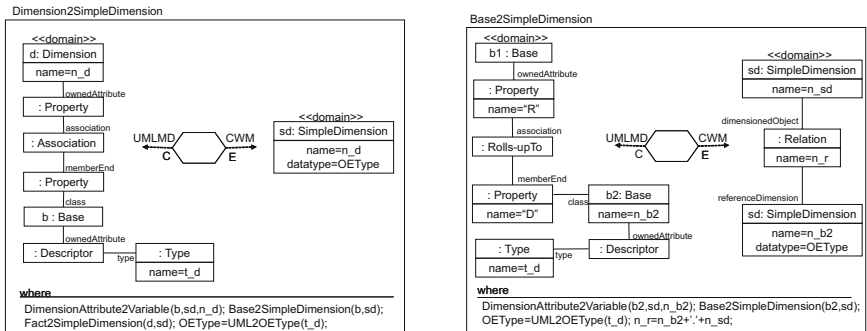 Dimension2SimpleDimension
<<domain>>
d: Dimension
name=n_d
ownedAttribute
: Property
association
: Association
memberEnd
: Property
class
b : Base
ownedAttribute
: Descriptor
type
: Type
name=t_d
UMLMD
CWM
C
E
<<domain>>
sd: SimpleDimension
name=n_d
datatype=OEType
where
DimensionAttribute2Variable(b,sd,n_d); Base2SimpleDimension(b,sd);
Fact2SimpleDimension(d,sd); OEType=UML2OEType(t_d);
Base2SimpleDimension
<<domain>>
b1 : Base
ownedAttribute
: Property
name="R"
association
: Rolls-upTo
memberEnd
: Property
name="D"
class
b2: Base
name=n_b2
ownedAttribute
: Descriptor
type
: Type
name=t_d
UMLMD
CWM
C
E
<<domain>>
sd: SimpleDimension
name=n_sd
dimensionedObject
: Relation
name=n_r
referenceDimension
sd: SimpleDimension
name=n_b2
datatype=OEType
where
DimensionAttribute2Variable(b2,sd,n_b2); Base2SimpleDimension(b2,sd);
OEType=UML2OEType(t_d); n_r=n_b2+'.'+n_sd;